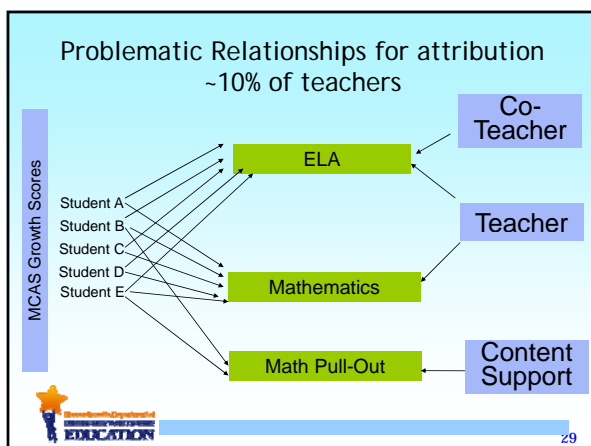 Problematic Relationships for attribution
~10% of teachers
MCAS Growth Scores
Student A
Student B
Student C
Student D
Student E
ELA
Mathematics
Math Pull-Out
Co-
Teacher
Teacher
Content
Support
EDUCATION
29